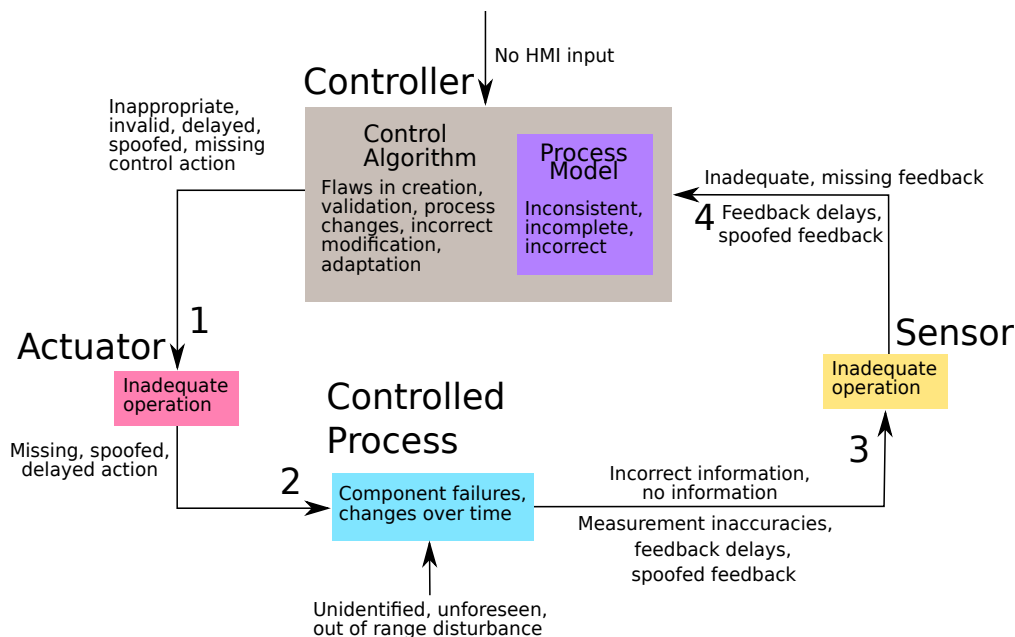 No HMI input
Controller
Inappropriate,
invalid, delayed,
spoofed, missing
control action
Control
Algorithm
Flaws in creation,
validation, process
changes, incorrect
modification,
adaptation
Process
Model
Inconsistent,
incomplete,
incorrect
Inadequate, missing feedback
4
Feedback delays,
spoofed feedback
1
Actuator
Inadequate
operation
Sensor
Inadequate
operation
Controlled
Process
Missing, spoofed,
delayed action
2
Component failures,
changes over time
3
Incorrect information,
no information
Measurement inaccuracies,
feedback delays,
spoofed feedback
Unidentified, unforeseen,
out of range disturbance